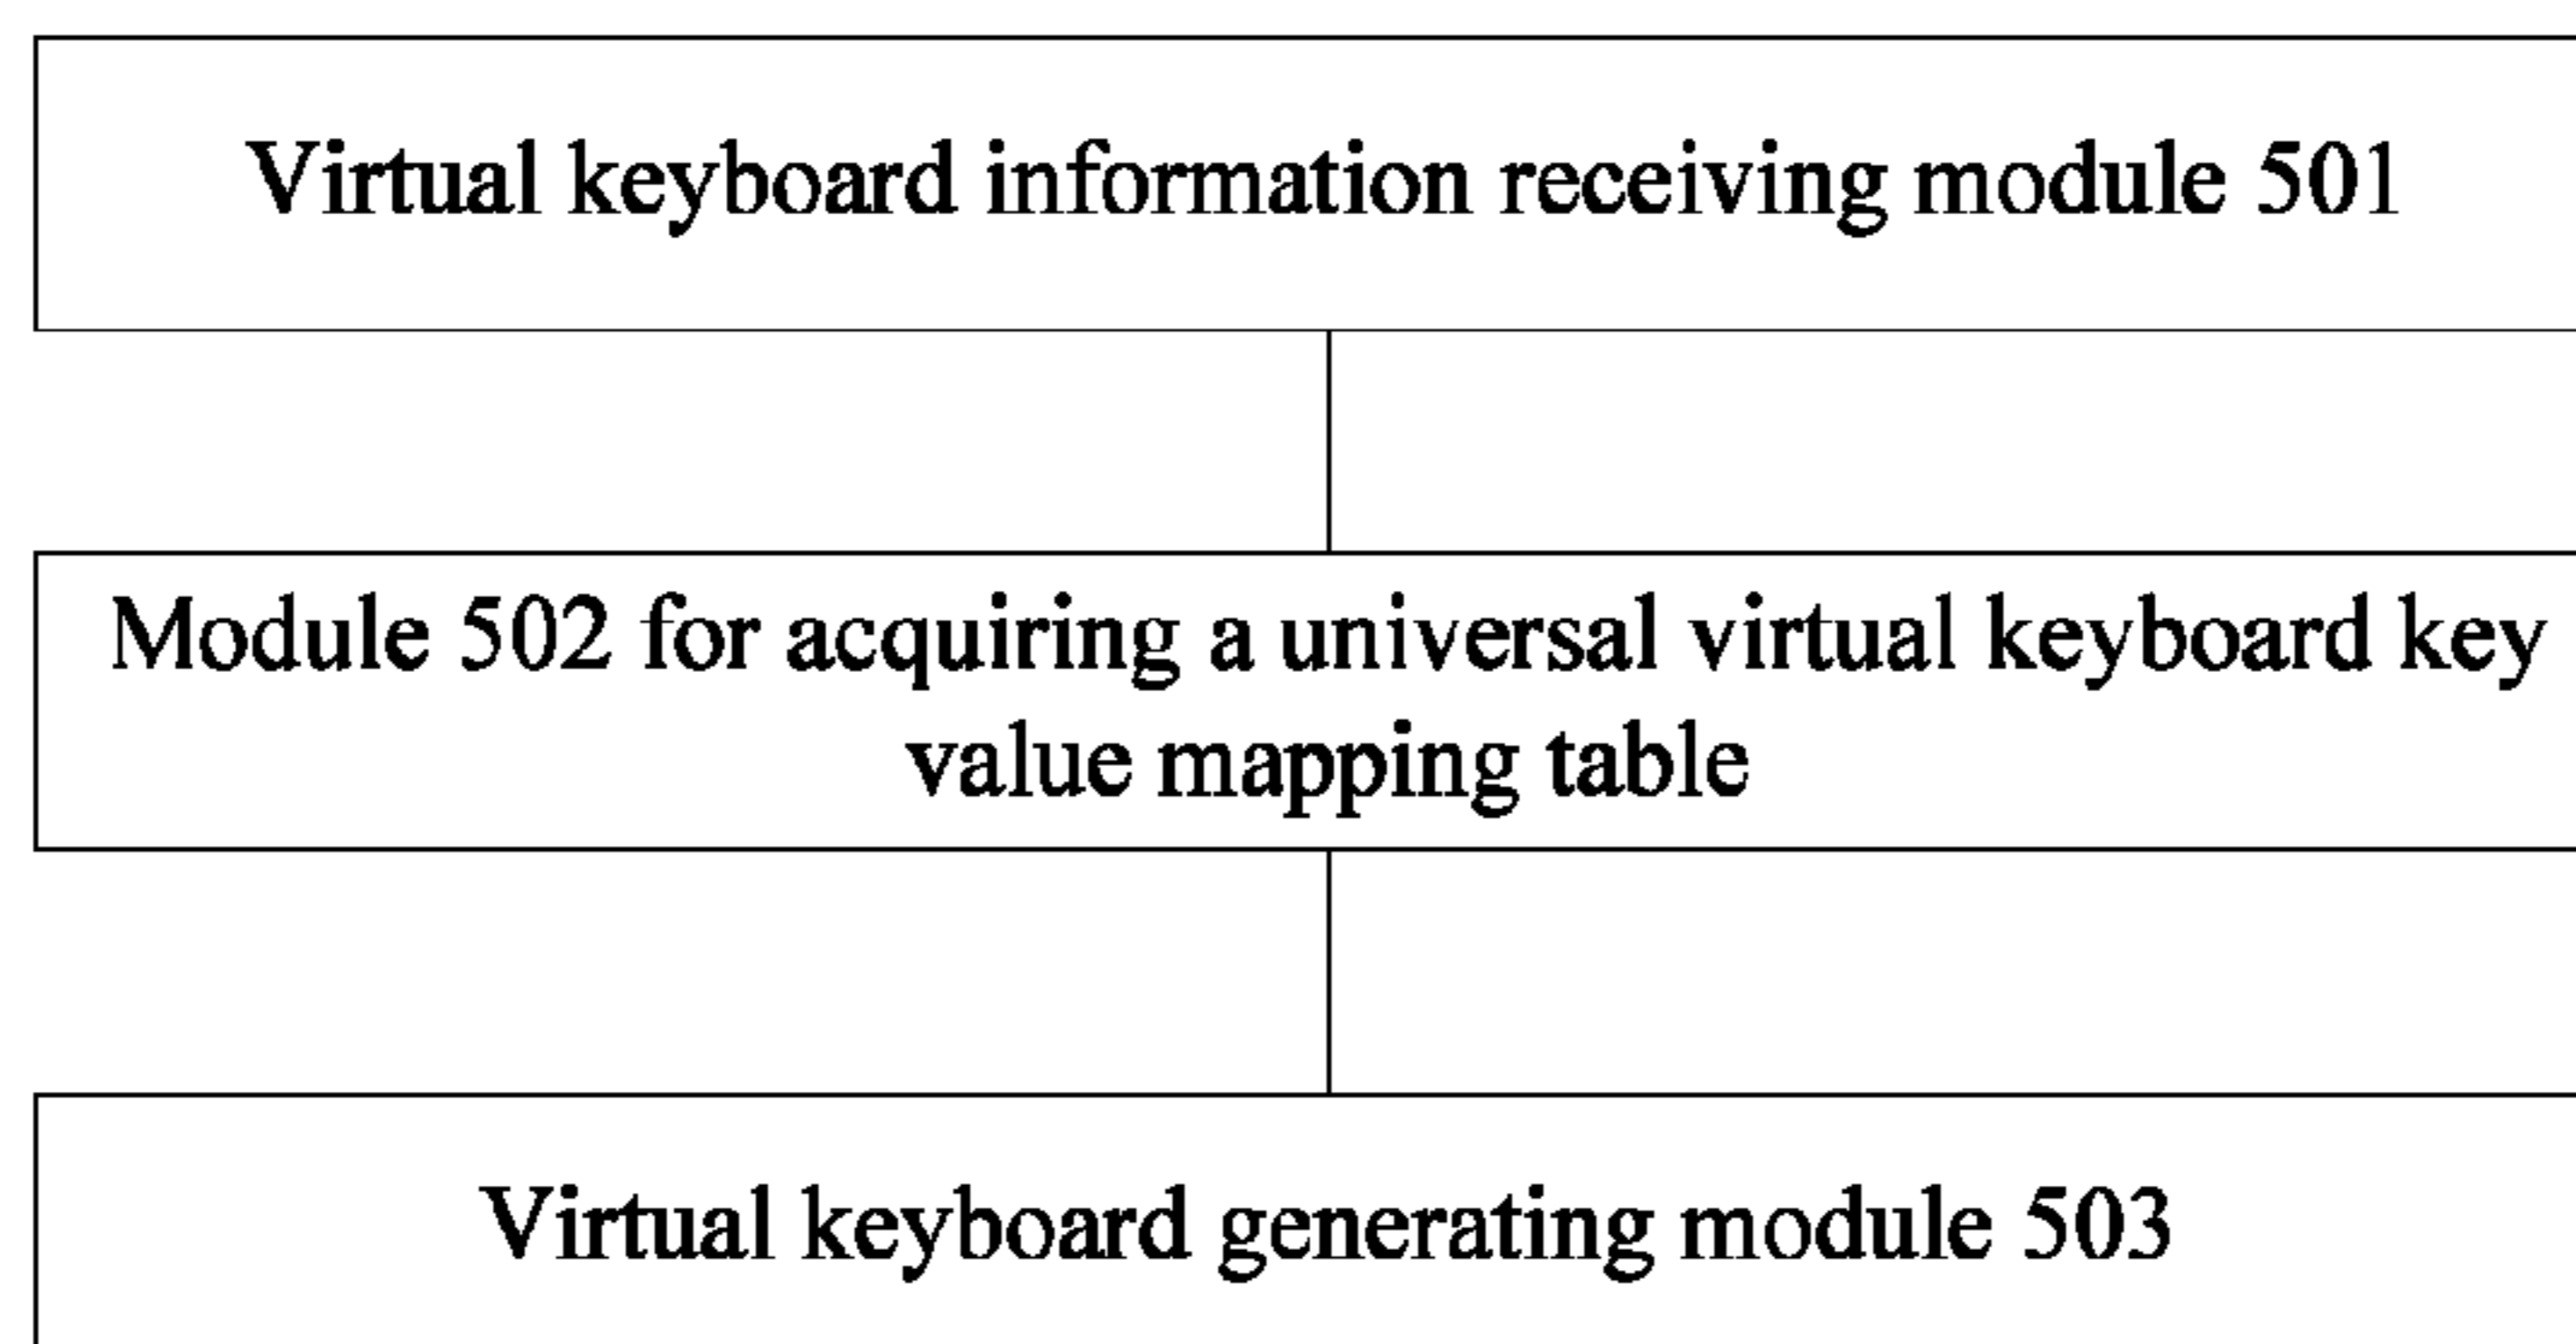 Virtual keyboard information receiving module 501
Module 502 for acquiring a universal virtual keyboard key
value mapping table
Virtual keyboard generating module 503